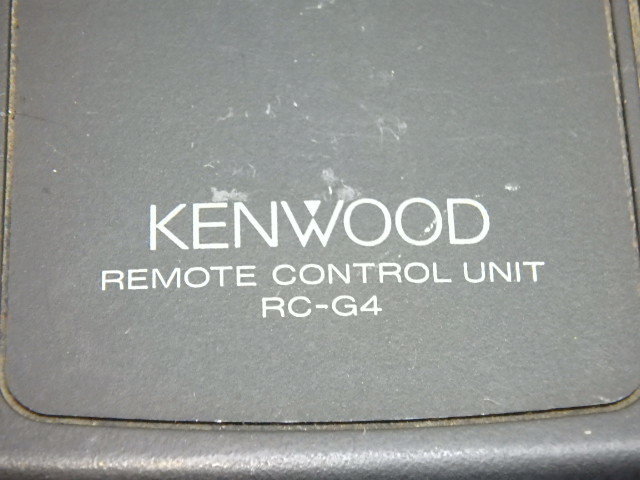 KENWOOD
REMOTE CONTROL UNIT
RC-G4